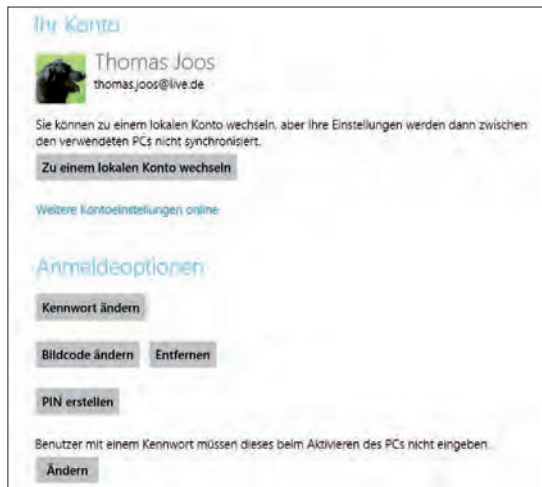 Ihr Konto
Thomas Joos
thomas.joos@live.de
Sie können zu einem lokalen Konto wechseln, aber Ihre Einstellungen werden dann zwischen
den verwendeten PCs nicht synchronisiert.
Zu einem lokalen Konto wechseln
Weitere Kontoeinstellungen online
Anmeldeoptionen
Kennwort ändern
Bildcode ändern Entfernen
PIN erstellen
Benutzer mit einem Kennwort müssen dieses beim Aktivieren des PCs nicht eingeben.
Ändern